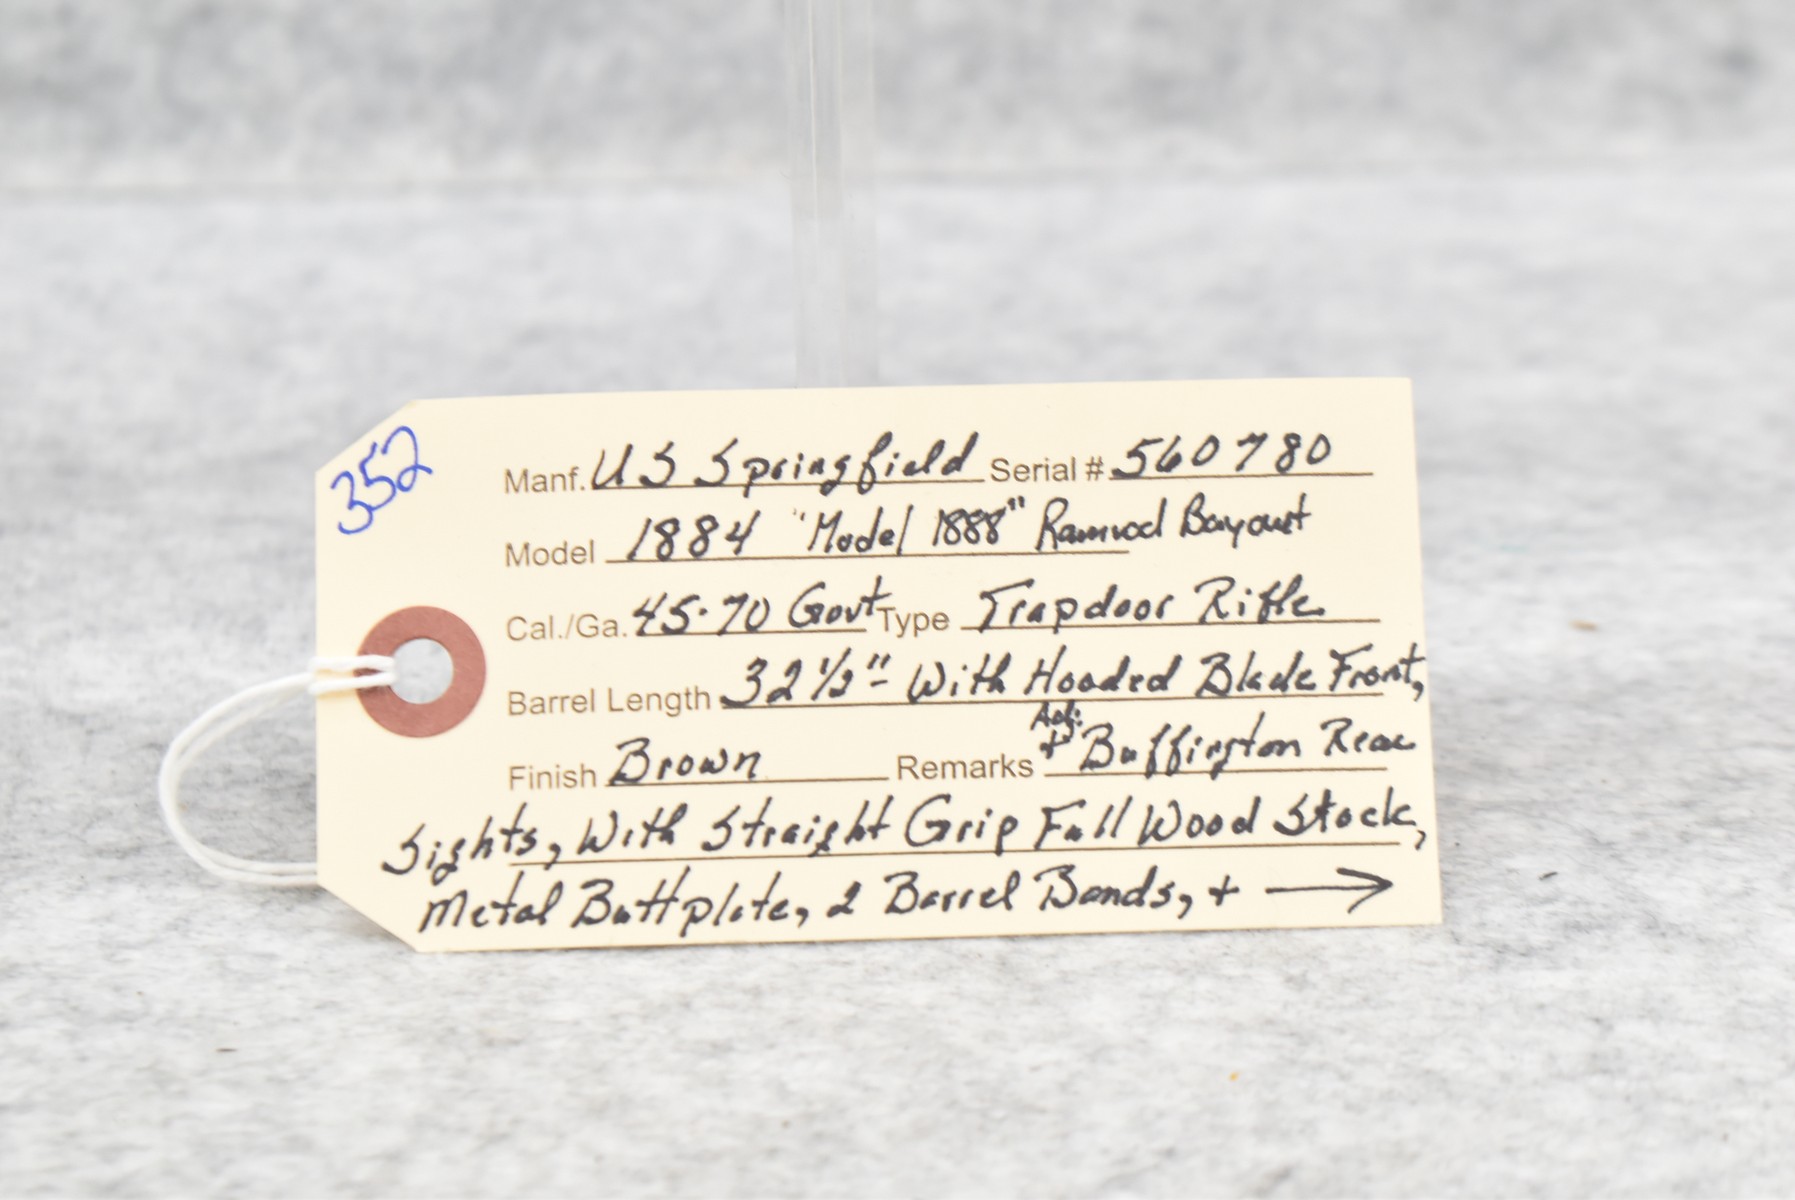 352
Manf. US Springfield Serial # 560780
Model 1884 "Model 1888" Ramrod Bayont
Cal./Ga. 45-70 Govt Type Trapdoor Rifle
Barrel Length 32 1/2" - With Hooded Blade Front,
Finish Brown Remarks + Adj. Buffington Rear
Sights, With Straight Grip Full Wood Stock,
Metal Buttplate, 2 Barrel Bands, + →